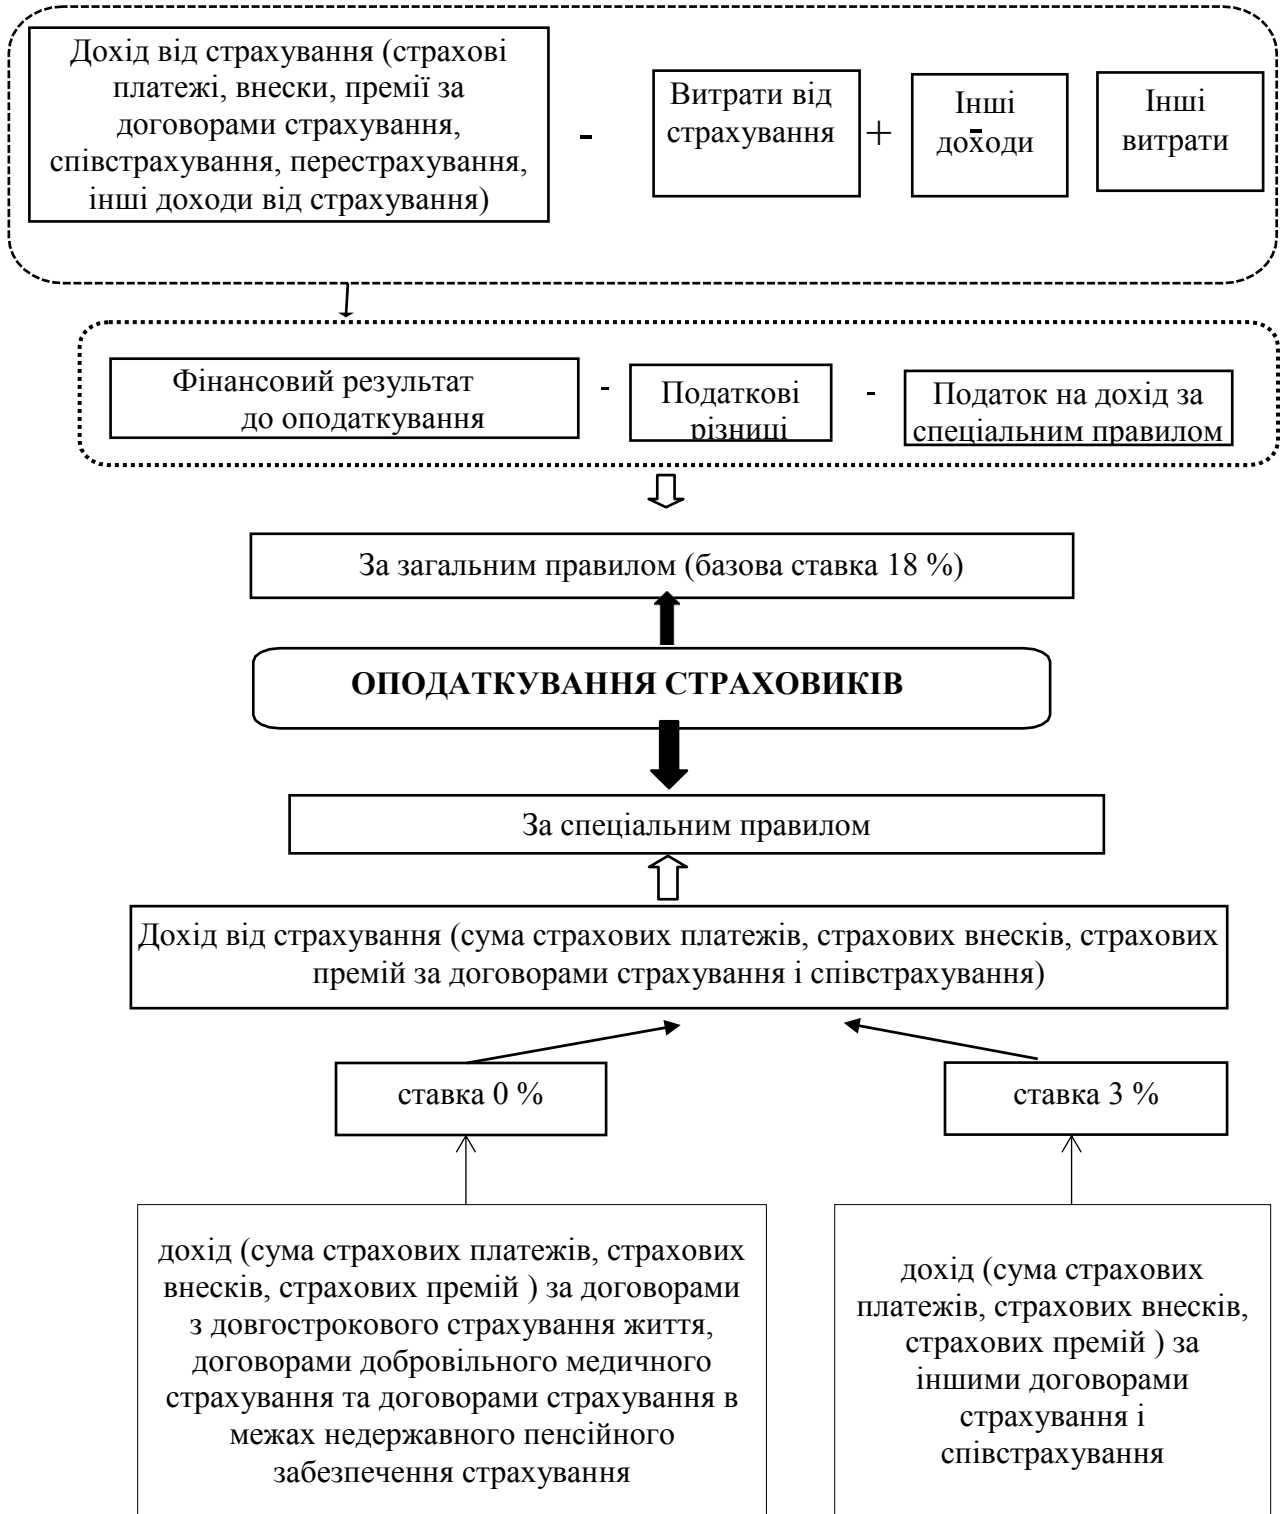 Дохід від страхування (страхові
платежі, внески, премії за
договорами страхування,
співстрахування, перестрахування,
інші доходи від страхування)
-
Витрати від
страхування
+
Інші
доходи
-
Інші
витрати
Фінансовий результат
до оподаткування
-
Податкові
різниці
-
Податок на дохід за
спеціальним правилом
За загальним правилом (базова ставка 18 %)
ОПОДАТКУВАННЯ СТРАХОВИКІВ
За спеціальним правилом
Дохід від страхування (сума страхових платежів, страхових внесків, страхових
премій за договорами страхування і співстрахування)
ставка 0 %
ставка 3 %
дохід (сума страхових платежів, страхових
внесків, страхових премій ) за договорами
з довгострокового страхування життя,
договорами добровільного медичного
страхування та договорами страхування в
межах недержавного пенсійного
забезпечення страхування
дохід (сума страхових
платежів, страхових внесків,
страхових премій ) за
іншими договорами
страхування і
співстрахування